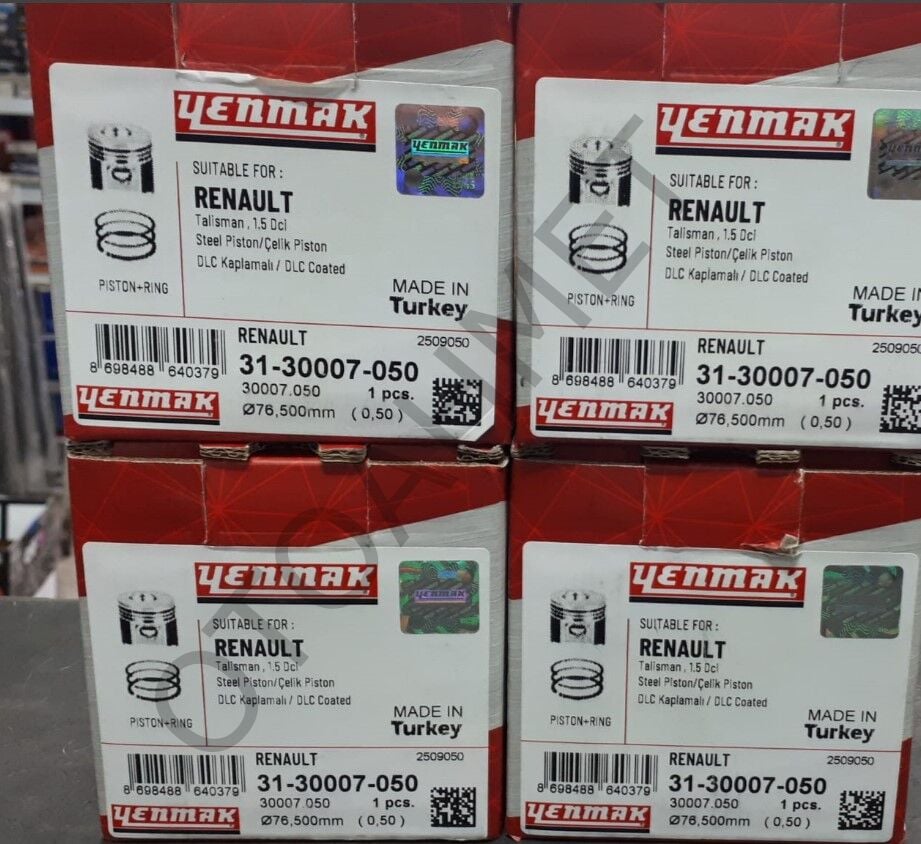 YENMAK
YENMAK
SUITABLE FOR :
RENAULT
Talisman , 1.5 Dci
Steel Piston/Çelik Piston
DLC Kaplamalı / DLC Coated
PISTON+RING
MADE IN
Turkey
RENAULT
2509050
31-30007-050
8 698488 640379
30007.050
1 pcs.
YENMAK
Ø76,500mm ( 0,50 )
YENMAK
SUITABLE FOR :
RENAULT
Talisman , 1.5 Dci
Steel Piston/Çelik Piston
DLC Kaplamalı / DLC Coated
PISTON+RING
MADE IN
Turkey
RENAULT
2509050
31-30007-050
8 698488 640379
30007.050
1 pcs.
YENMAK
Ø76,500mm ( 0,50 )
YENMAK
YENMAK
SUITABLE FOR :
RENAULT
Talisman , 1.5 Dci
Steel Piston/Çelik Piston
DLC Kaplamalı / DLC Coated
PISTON+RING
MADE IN
Turkey
RENAULT
2509050
31-30007-050
8 698488 640379
30007.050
1 pcs.
YENMAK
Ø76,500mm ( 0,50 )
YENMAK
SUITABLE FOR :
RENAULT
Talisman , 1.5 Dci
Steel Piston/Çelik Piston
DLC Kaplamalı / DLC Coated
PISTON+RING
MADE IN
Turkey
RENAULT
2509050
31-30007-050
8 698488 640379
30007.050
1 pcs.
YENMAK
Ø76,500mm ( 0,50 )